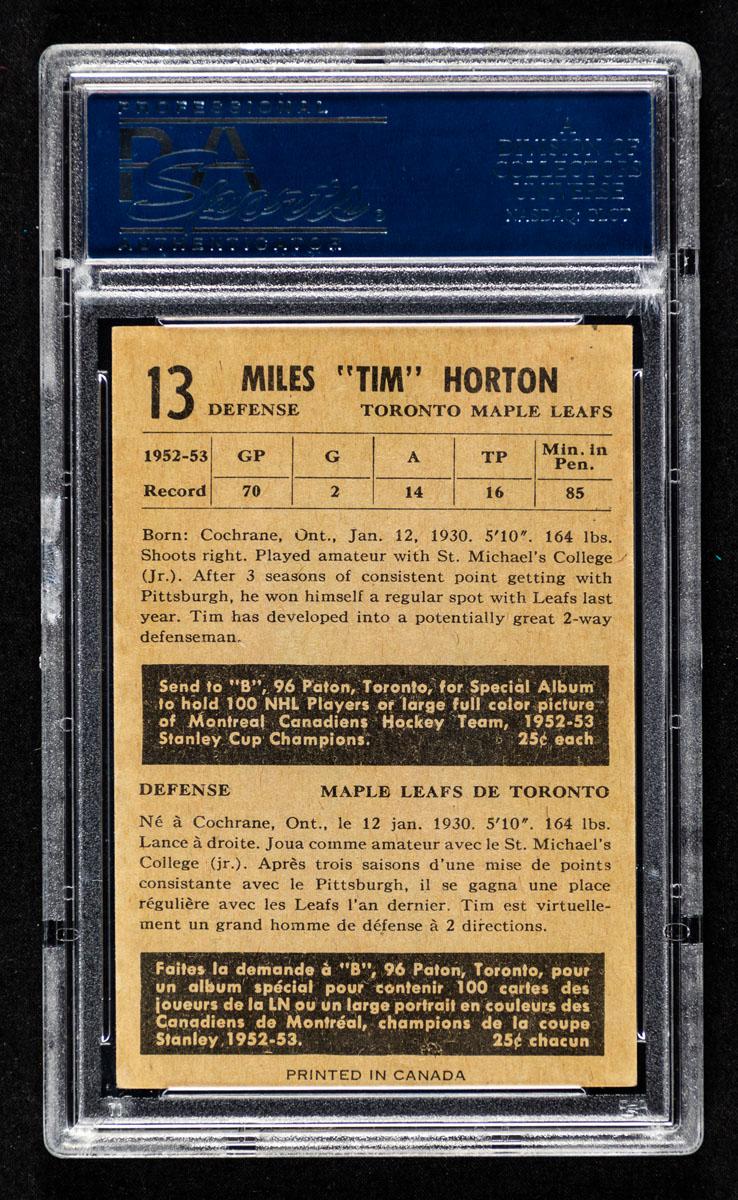 PROFESSIONAL
PSA
Sports®
AUTHENTICATOR
A
DIVISION OF
COLLECTORS
UNIVERSE
NASDAQ: CLCT
13 MILES "TIM" HORTON
DEFENSE TORONTO MAPLE LEAFS
1952-53 GP G A TP Min. in Pen.
Record 70 2 14 16 85
Born: Cochrane, Ont., Jan. 12, 1930. 5'10". 164 lbs.
Shoots right. Played amateur with St. Michael's College
(Jr.). After 3 seasons of consistent point getting with
Pittsburgh, he won himself a regular spot with Leafs last
year. Tim has developed into a potentially great 2-way
defenseman.
Send to "B", 96 Paton, Toronto, for Special Album
to hold 100 NHL Players or large full color picture
of Montreal Canadiens Hockey Team, 1952-53
Stanley Cup Champions. 25¢ each
DEFENSE MAPLE LEAFS DE TORONTO
Né à Cochrane, Ont., le 12 jan. 1930. 5'10". 164 lbs.
Lance à droite. Joua comme amateur avec le St. Michael's
College (jr.). Après trois saisons d'une mise de points
consistante avec le Pittsburgh, il se gagna une place
régulière avec les Leafs l'an dernier. Tim est virtuelle-
ment un grand homme de défense à 2 directions.
Faites la demande à "B", 96 Paton, Toronto, pour
un album spécial pour contenir 100 cartes des
joueurs de la LN ou un large portrait en couleurs des
Canadiens de Montréal, champions de la coupe
Stanley 1952-53. 25¢ chacun
PRINTED IN CANADA